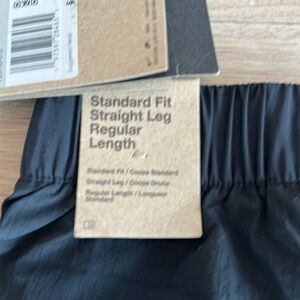 Standard Fit
Straight Leg
Regular
Length
Standard Fit / Coupe Standard
Straight Leg / Coupe Droite
Regular Length / Longueur
Standard